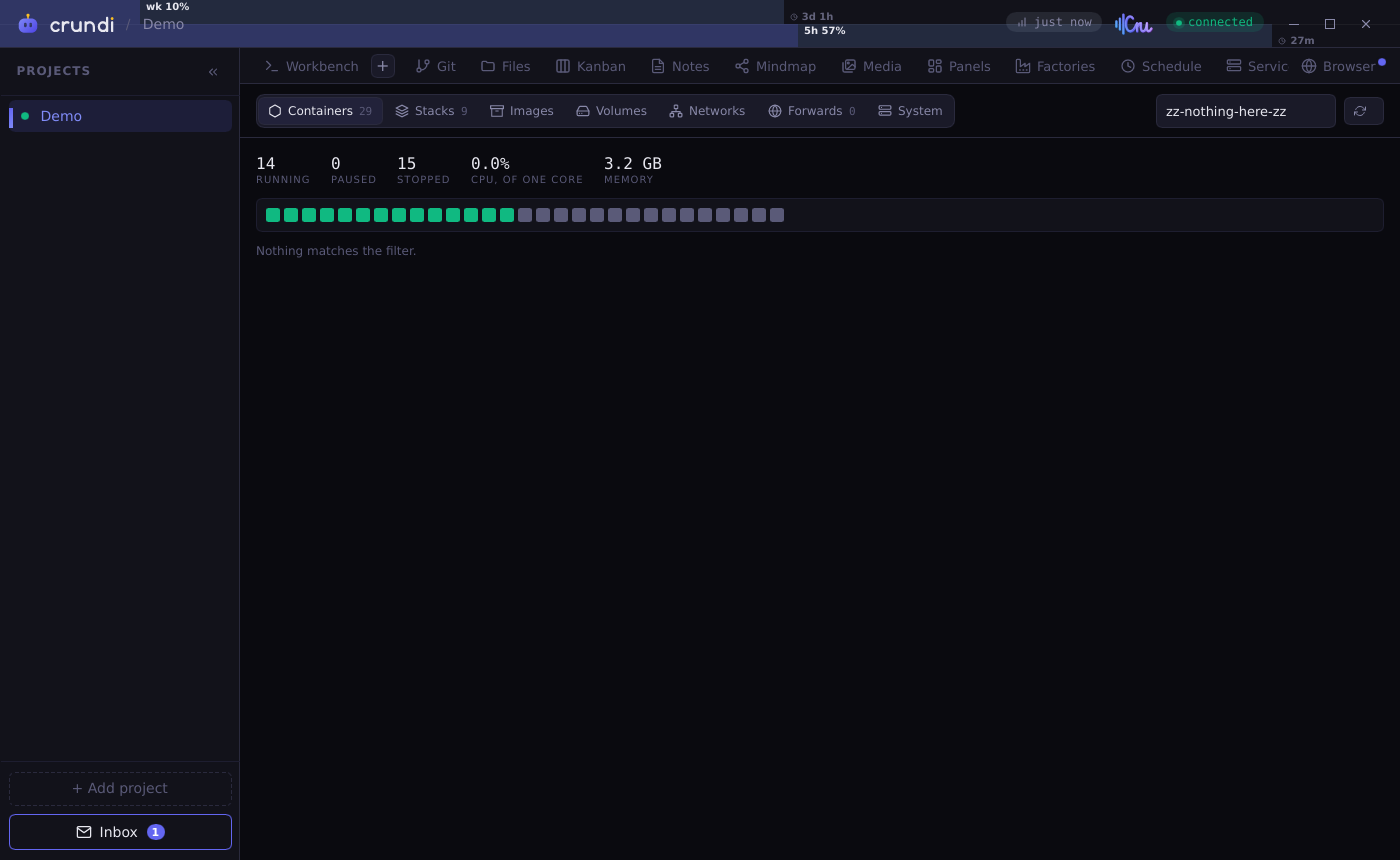 wk 10%
crundi / Demo
3d 1h
5h 57%
just now
Cru
connected
27m
PROJECTS «
Workbench + Git Files Kanban Notes Mindmap Media Panels Factories Schedule Servic Browser
Demo
Containers 29 Stacks 9 Images Volumes Networks Forwards 0 System
zz-nothing-here-zz
14 0 15 0.0% 3.2 GB
RUNNING PAUSED STOPPED CPU, OF ONE CORE MEMORY
Nothing matches the filter.
+ Add project
Inbox 1